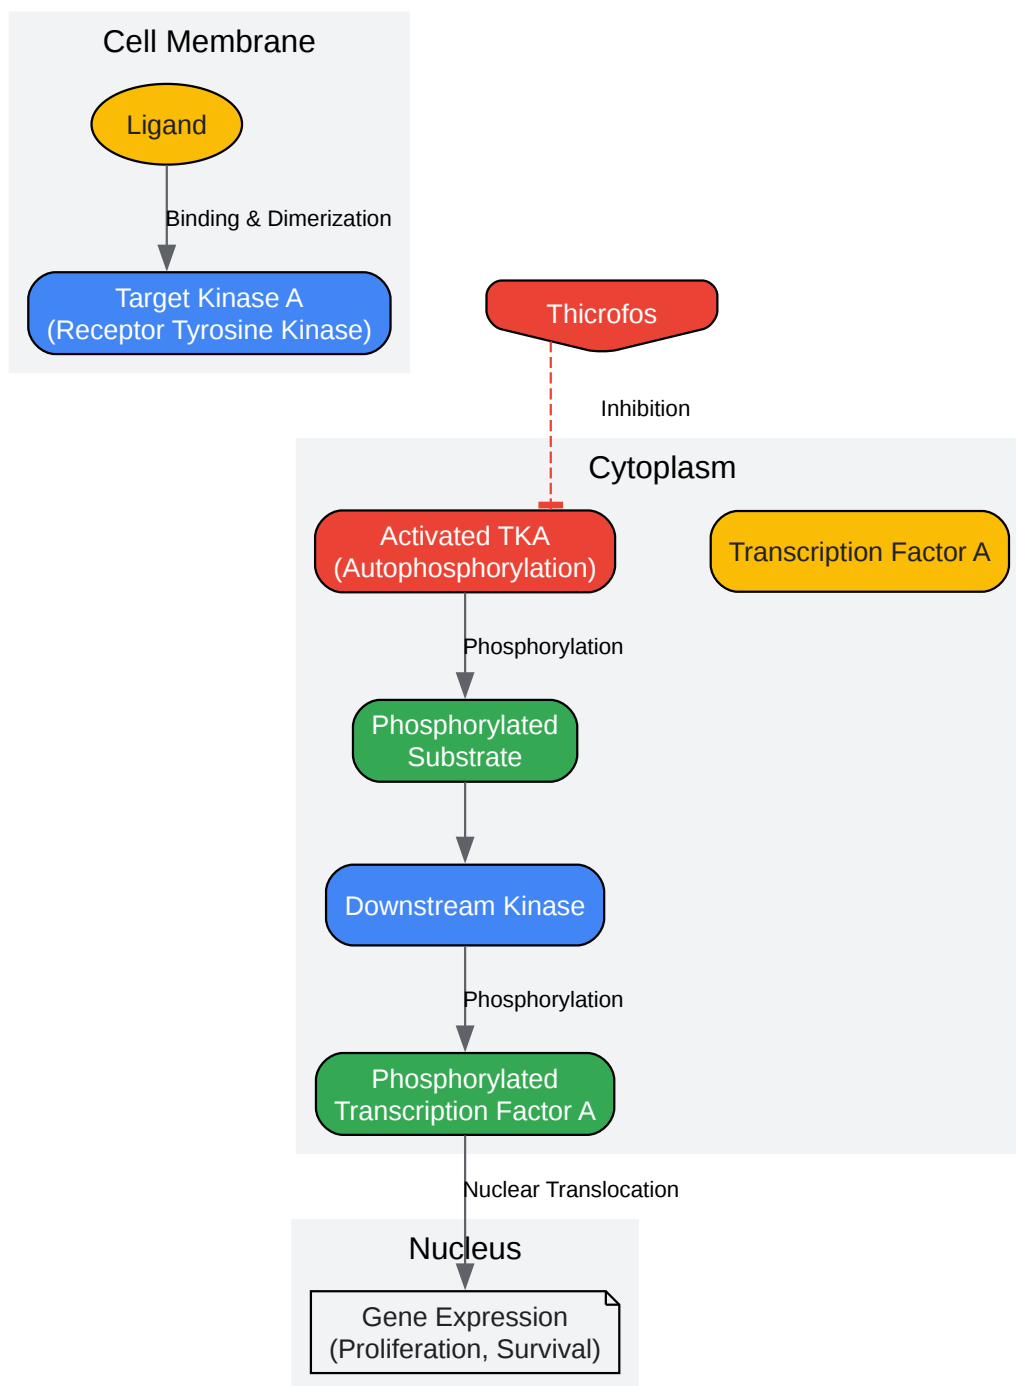 Cell Membrane
Ligand
Binding & Dimerization
Target Kinase A
(Receptor Tyrosine Kinase)
Thicrofos
Inhibition
Cytoplasm
Activated TKA
(Autophosphorylation)
Transcription Factor A
Phosphorylation
Phosphorylated
Substrate
Downstream Kinase
Phosphorylation
Phosphorylated
Transcription Factor A
Nuclear Translocation
Nucleus
Gene Expression
(Proliferation, Survival)